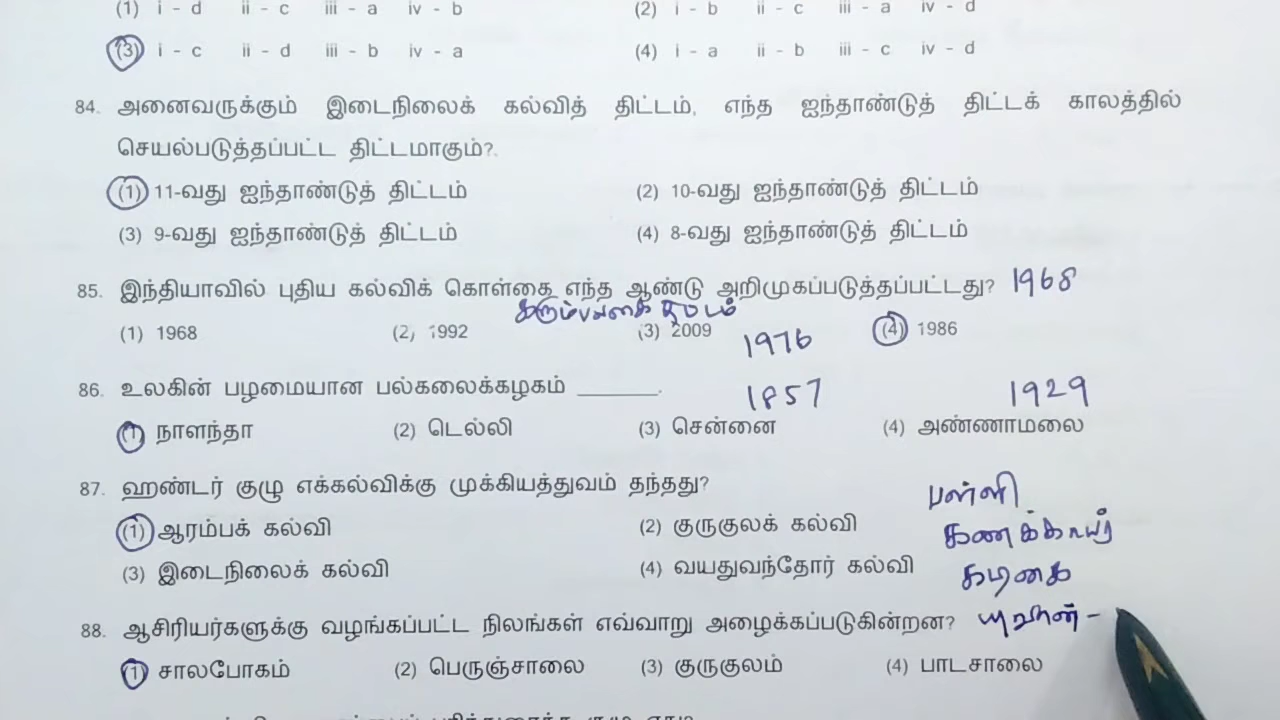 (1) i - d ii - c iii - a iv - b (2) i - b ii - c iii - a iv - d
(3) i - c ii - d iii - b iv - a (4) i - a ii - b iii - c iv - d
84. அனைவருக்கும் இடைநிலைக் கல்வித் திட்டம், எந்த ஐந்தாண்டுத் திட்டக் காலத்தில்
செயல்படுத்தப்பட்ட திட்டமாகும்?
(1) 11-வது ஐந்தாண்டுத் திட்டம் (2) 10-வது ஐந்தாண்டுத் திட்டம்
(3) 9-வது ஐந்தாண்டுத் திட்டம் (4) 8-வது ஐந்தாண்டுத் திட்டம்
85. இந்தியாவில் புதிய கல்விக் கொள்கை எந்த ஆண்டு அறிமுகப்படுத்தப்பட்டது? 1968
கரும்பலகை திட்டம்
(1) 1968 (2) 1992 (3) 2009 (4) 1986
1976
86. உலகின் பழமையான பல்கலைக்கழகம் ________. 1857 1929
(1) நாளந்தா (2) டெல்லி (3) சென்னை (4) அண்ணாமலை
87. ஹண்டர் குழு எக்கல்விக்கு முக்கியத்துவம் தந்தது? பள்ளி
(1) ஆரம்பக் கல்வி (2) குருகுலக் கல்வி கணக்காயர்
(3) இடைநிலைக் கல்வி (4) வயதுவந்தோர் கல்வி கடிகை
88. ஆசிரியர்களுக்கு வழங்கப்பட்ட நிலங்கள் எவ்வாறு அழைக்கப்படுகின்றன? யுவான் -
(1) சாலபோகம் (2) பெருஞ்சாலை (3) குருகுலம் (4) பாடசாலை